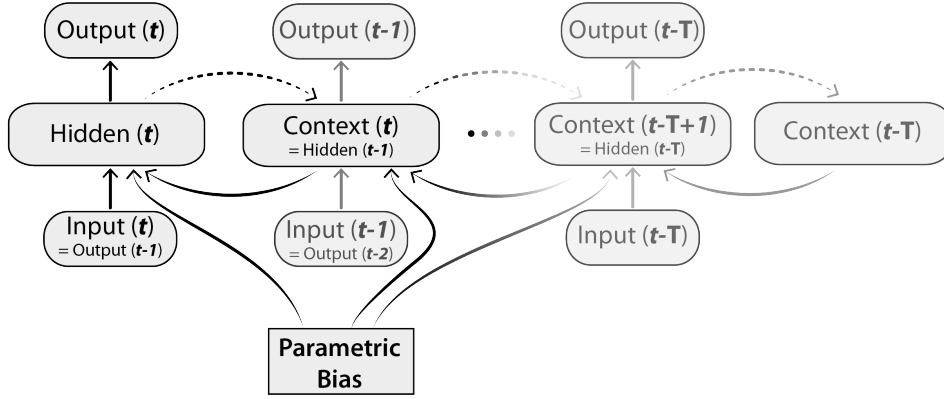 Output (t)
Output (t-1)
Output (t-T)
Hidden (t)
Context (t)
= Hidden (t-1)
Context (t-T+1)
= Hidden (t-T)
Context (t-T)
Input (t)
= Output (t-1)
Input (t-1)
= Output (t-2)
Input (t-T)
Parametric
Bias